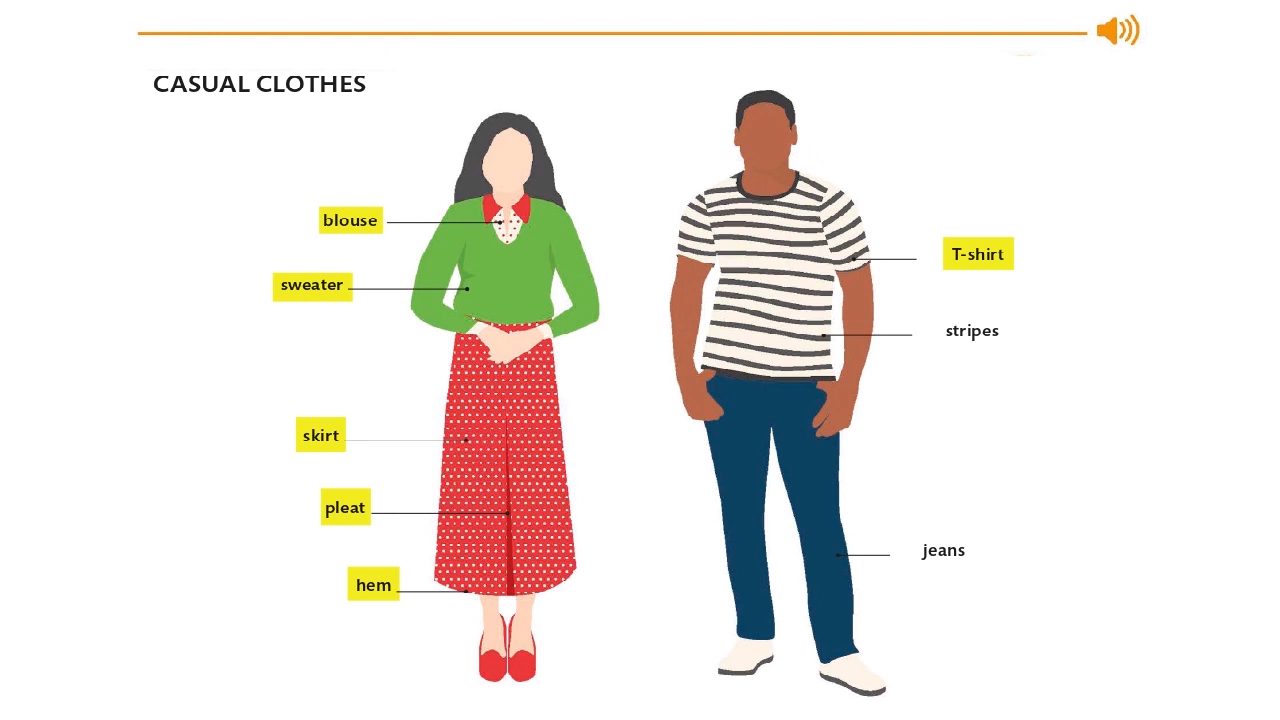 CASUAL CLOTHES
blouse
sweater
skirt
pleat
hem
T-shirt
stripes
jeans